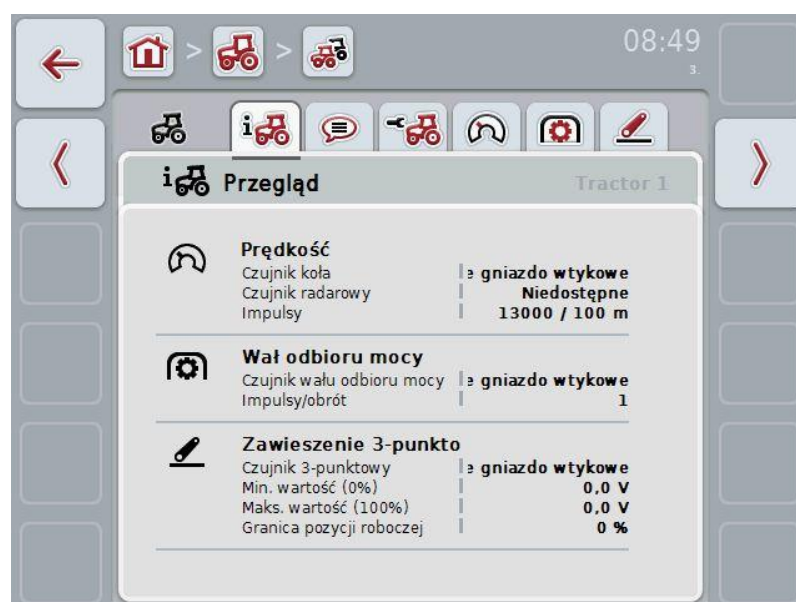 > >
08:49
3.
i
i Przegląd Tractor 1
Prędkość
Czujnik koła e gniazdo wtykowe
Czujnik radarowy Niedostępne
Impulsy 13000 / 100 m
Wał odbioru mocy
Czujnik wału odbioru mocy e gniazdo wtykowe
Impulsy/obrót 1
Zawieszenie 3-punkto
Czujnik 3-punktowy e gniazdo wtykowe
Min. wartość (0%) 0,0 V
Maks. wartość (100%) 0,0 V
Granica pozycji roboczej 0 %